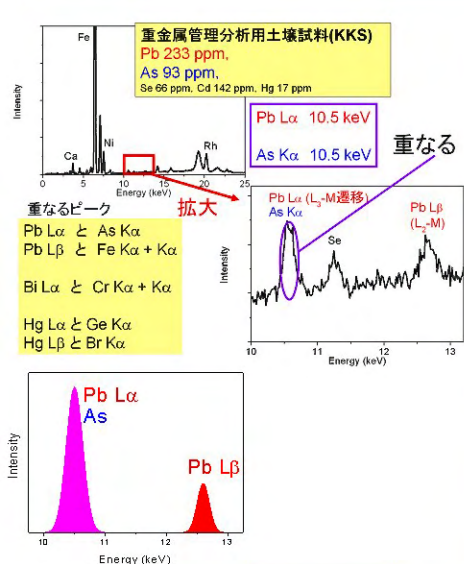 重金属管理分析用土壌試料(KKS)
Pb 233 ppm,
As 93 ppm,
Se 66 ppm, Cd 142 ppm, Hg 17 ppm
Fe
Ni
Ca
Rh
Intensity
0 5 10 15 20 25
Energy (keV)
Pb Lα 10.5 keV
As Kα 10.5 keV
重なる
拡大
重なるピーク
Pb Lα と As Kα
Pb Lβ と Fe Kα + Kα
Bi Lα と Cr Kα + Kα
Hg Lα と Ge Kα
Hg Lβ と Br Kα
Pb Lα (L3-M遷移)
As Kα
Se
Pb Lβ
(L2-M)
Intensity
10 11 12 13
Energy (keV)
Pb Lα
As
Pb Lβ
Intensity
10 11 12 13
Energy (keV)